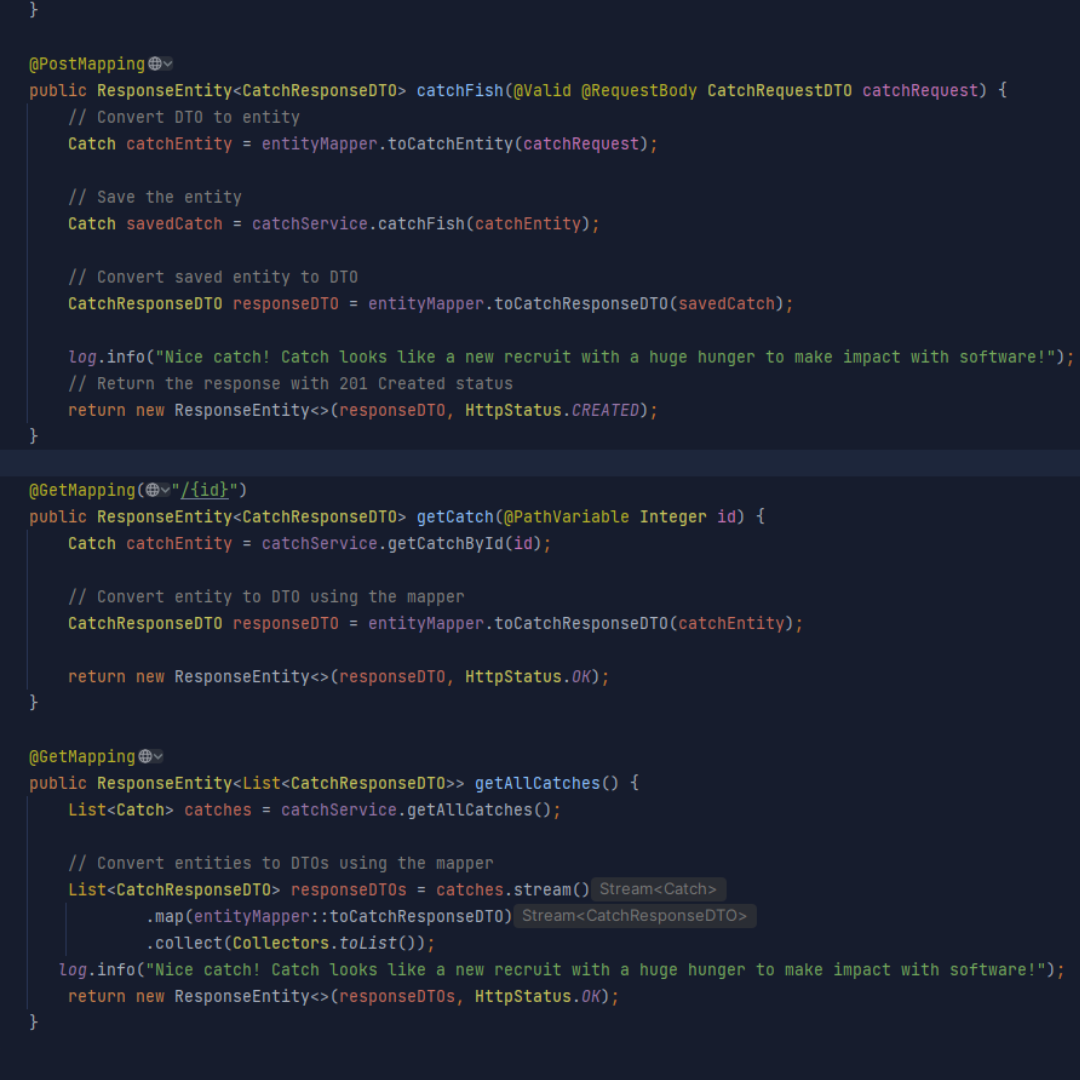 }
@PostMapping
public ResponseEntity<CatchResponseDTO> catchFish(@Valid @RequestBody CatchRequestDTO catchRequest) {
// Convert DTO to entity
Catch catchEntity = entityMapper.toCatchEntity(catchRequest);
// Save the entity
Catch savedCatch = catchService.catchFish(catchEntity);
// Convert saved entity to DTO
CatchResponseDTO responseDTO = entityMapper.toCatchResponseDTO(savedCatch);
log.info("Nice catch! Catch looks like a new recruit with a huge hunger to make impact with software!");
// Return the response with 201 Created status
return new ResponseEntity<>(responseDTO, HttpStatus.CREATED);
}
@GetMapping("/{id}")
public ResponseEntity<CatchResponseDTO> getCatch(@PathVariable Integer id) {
Catch catchEntity = catchService.getCatchById(id);
// Convert entity to DTO using the mapper
CatchResponseDTO responseDTO = entityMapper.toCatchResponseDTO(catchEntity);
return new ResponseEntity<>(responseDTO, HttpStatus.OK);
}
@GetMapping
public ResponseEntity<List<CatchResponseDTO>> getAllCatches() {
List<Catch> catches = catchService.getAllCatches();
// Convert entities to DTOs using the mapper
List<CatchResponseDTO> responseDTOs = catches.stream() Stream<Catch>
.map(entityMapper::toCatchResponseDTO) Stream<CatchResponseDTO>
.collect(Collectors.toList());
log.info("Nice catch! Catch looks like a new recruit with a huge hunger to make impact with software!");
return new ResponseEntity<>(responseDTOs, HttpStatus.OK);
}